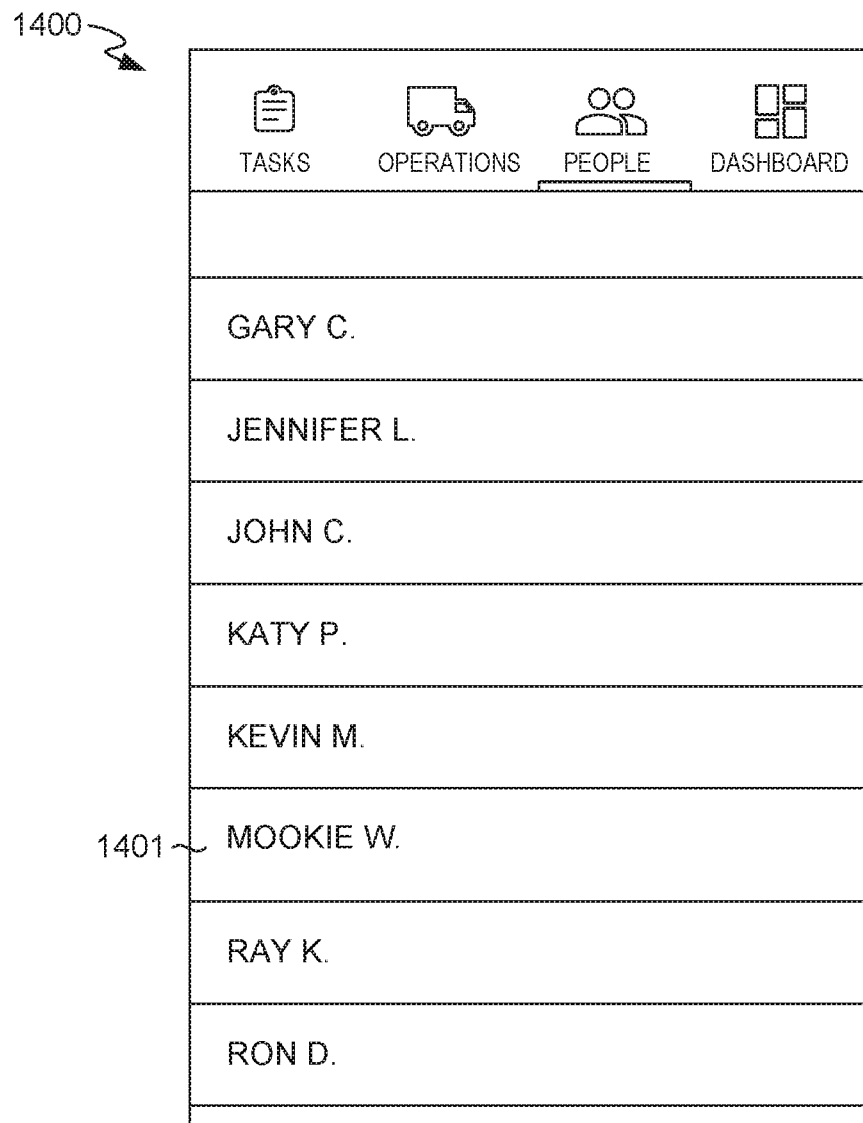 1400
TASKS OPERATIONS PEOPLE DASHBOARD
GARY C.
JENNIFER L.
JOHN C.
KATY P.
KEVIN M.
1401 MOOKIE W.
RAY K.
RON D.